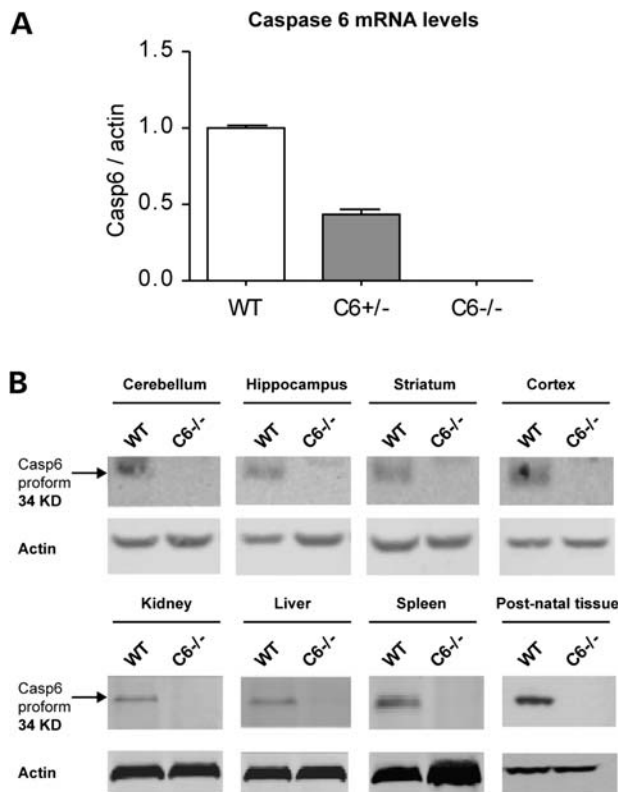 A
Caspase 6 mRNA levels
Casp6 / actin
1.5
1.0
0.5
0.0
WT C6+/- C6-/-
B
Cerebellum Hippocampus Striatum Cortex
WT C6-/- WT C6-/- WT C6-/- WT C6-/-
Casp6
proform
34 KD
Actin
Kidney Liver Spleen Post-natal tissue
WT C6-/- WT C6-/- WT C6-/- WT C6-/-
Casp6
proform
34 KD
Actin